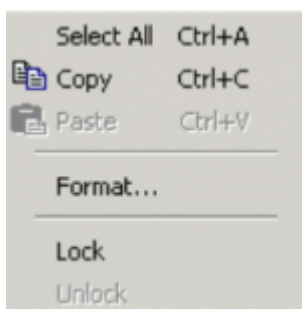 Select All Ctrl+A
Copy Ctrl+C
Paste Ctrl+V
Format...
Lock
Unlock